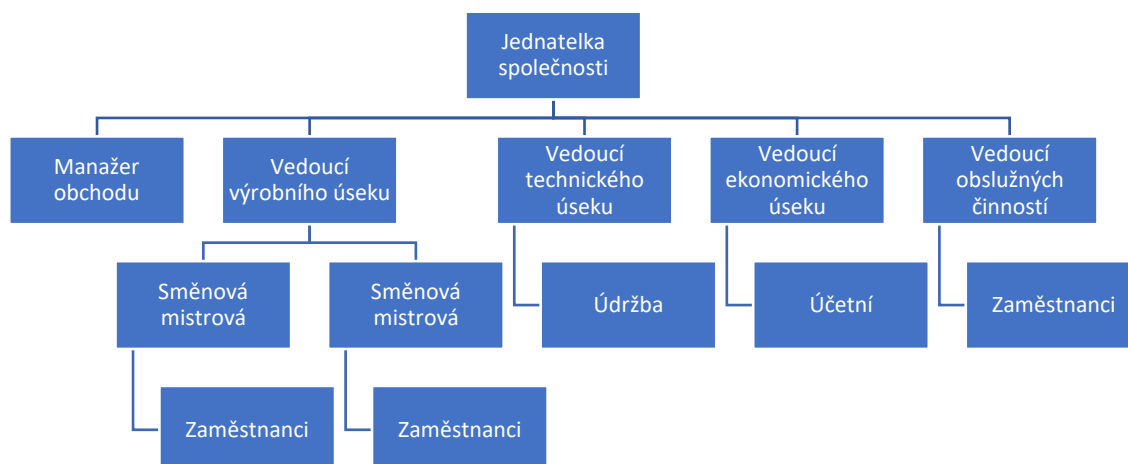 Jednatelka
společnosti
Manažer
obchodu
Vedoucí
výrobního úseku
Vedoucí
technického
úseku
Vedoucí
ekonomického
úseku
Vedoucí
obslužných
činností
Směnová
mistrová
Směnová
mistrová
Údržba
Účetní
Zaměstnanci
Zaměstnanci
Zaměstnanci